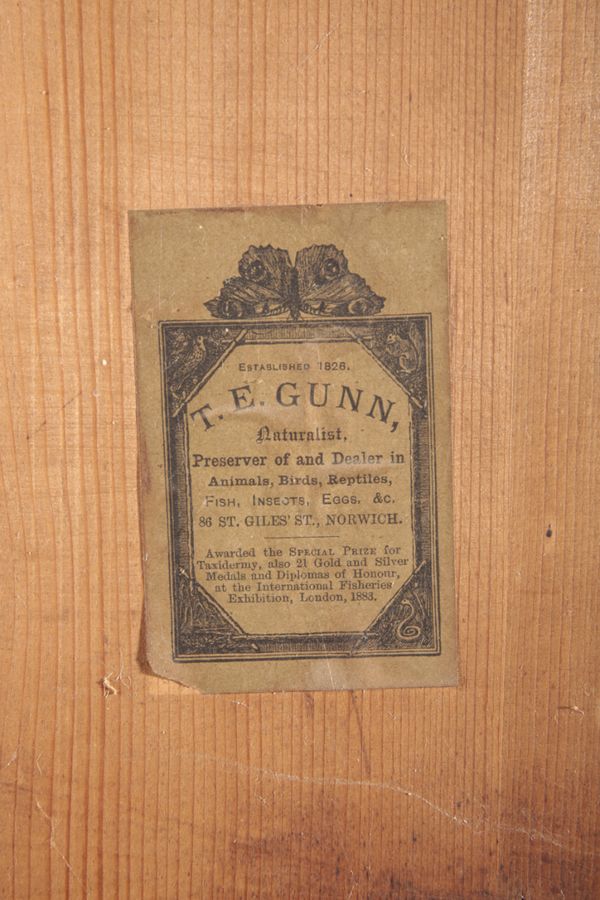 ESTABLISHED 1826.
T. E. GUNN,
Naturalist,
Preserver of and Dealer in
Animals, Birds, Reptiles,
FISH, INSECTS, EGGS, &C.
86 ST. GILES' ST., NORWICH.
Awarded the SPECIAL PRIZE for
Taxidermy, also 21 Gold and Silver
Medals and Diplomas of Honour,
at the International Fisheries
Exhibition, London, 1883.